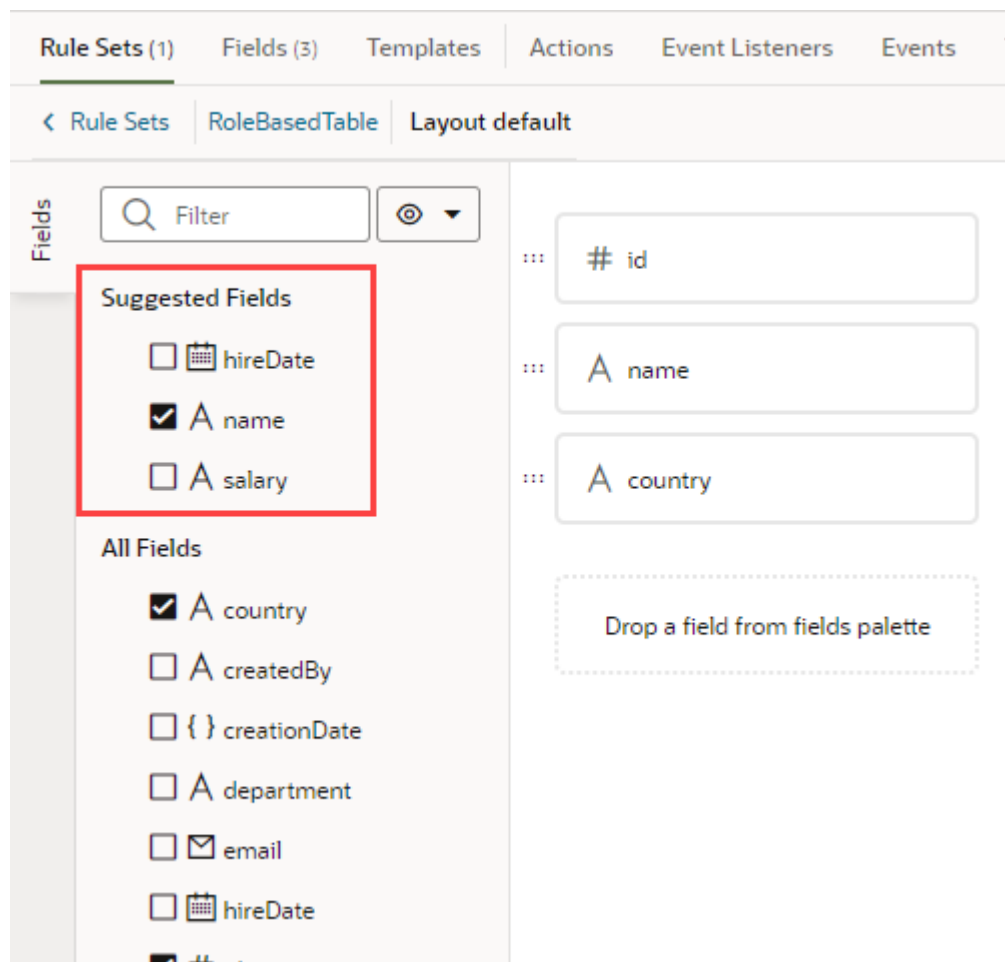 Rule Sets (1) Fields (3) Templates Actions Event Listeners Events
Rule Sets RoleBasedTable Layout default
Fields
Filter
Suggested Fields
hireDate
name
salary
All Fields
country
createdBy
creationDate
department
email
hireDate
# id
A name
A country
Drop a field from fields palette